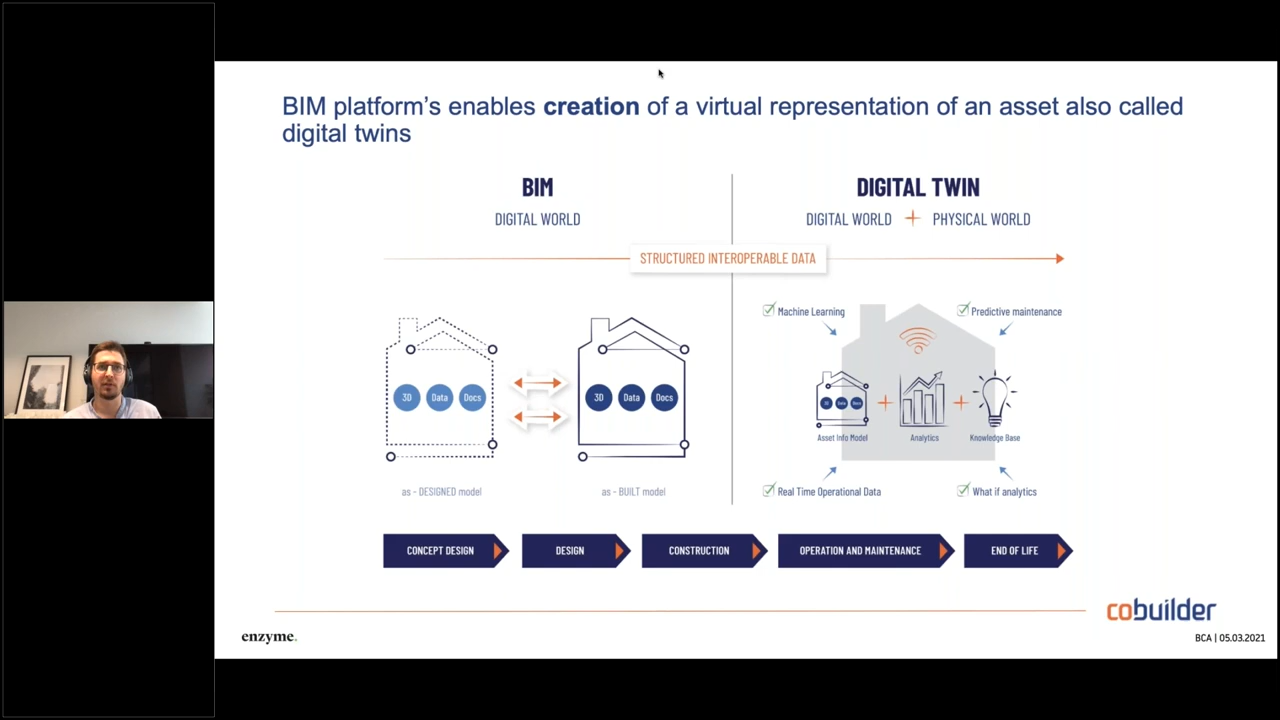 BIM platform's enables creation of a virtual representation of an asset also called
digital twins
BIM
DIGITAL WORLD
DIGITAL TWIN
DIGITAL WORLD + PHYSICAL WORLD
STRUCTURED INTEROPERABLE DATA
3D Data Docs
as - DESIGNED model
3D Data Docs
as - BUILT model
Machine Learning
Predictive maintenance
3D Data Docs
+
+
Asset Info Model
Analytics
Knowledge Base
Real Time Operational Data
What if analytics
CONCEPT DESIGN
DESIGN
CONSTRUCTION
OPERATION AND MAINTENANCE
END OF LIFE
cobuilder
enzyme.
BCA | 05.03.2021